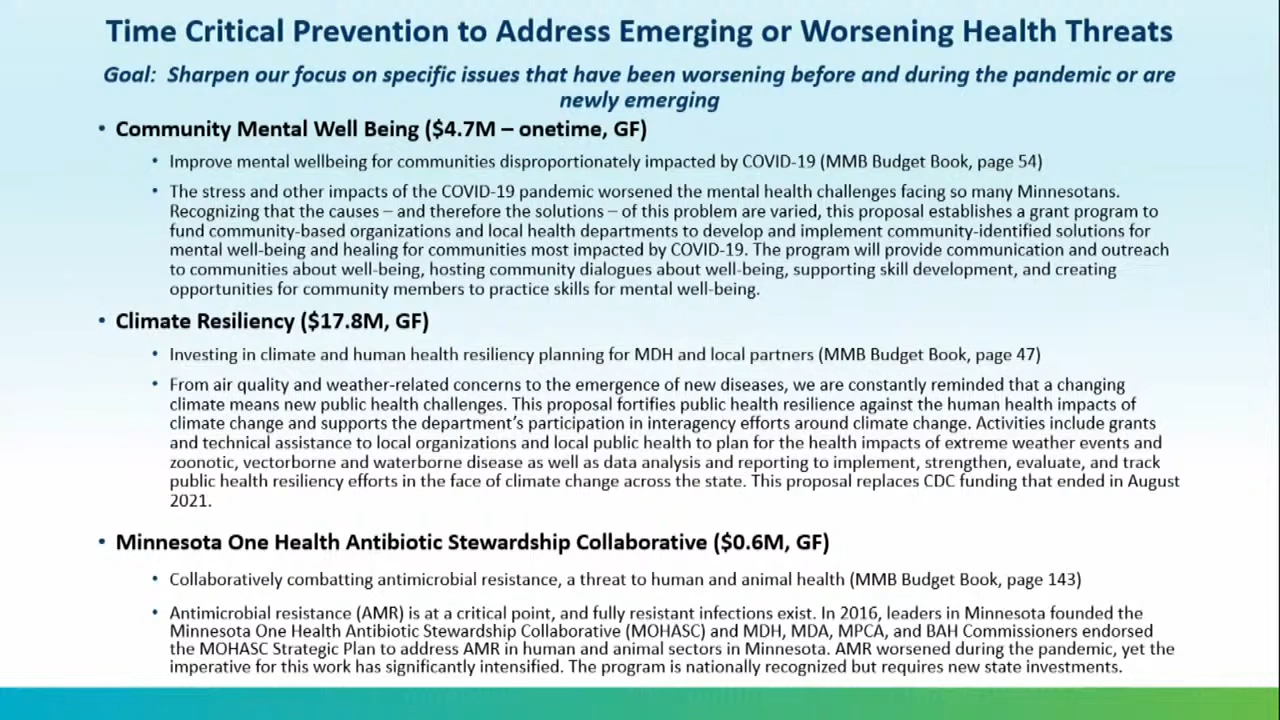 Time Critical Prevention to Address Emerging or Worsening Health Threats
Goal:  Sharpen our focus on specific issues that have been worsening before and during the pandemic or are
newly emerging
• Community Mental Well Being ($4.7M – onetime, GF)
• Improve mental wellbeing for communities disproportionately impacted by COVID-19 (MMB Budget Book, page 54)
• The stress and other impacts of the COVID-19 pandemic worsened the mental health challenges facing so many Minnesotans.
Recognizing that the causes – and therefore the solutions – of this problem are varied, this proposal establishes a grant program to
fund community-based organizations and local health departments to develop and implement community-identified solutions for
mental well-being and healing for communities most impacted by COVID-19. The program will provide communication and outreach
to communities about well-being, hosting community dialogues about well-being, supporting skill development, and creating
opportunities for community members to practice skills for mental well-being.
• Climate Resiliency ($17.8M, GF)
• Investing in climate and human health resiliency planning for MDH and local partners (MMB Budget Book, page 47)
• From air quality and weather-related concerns to the emergence of new diseases, we are constantly reminded that a changing
climate means new public health challenges. This proposal fortifies public health resilience against the human health impacts of
climate change and supports the department's participation in interagency efforts around climate change. Activities include grants
and technical assistance to local organizations and local public health to plan for the health impacts of extreme weather events and
zoonotic, vectorborne and waterborne disease as well as data analysis and reporting to implement, strengthen, evaluate, and track
public health resiliency efforts in the face of climate change across the state. This proposal replaces CDC funding that ended in August
2021.
• Minnesota One Health Antibiotic Stewardship Collaborative ($0.6M, GF)
• Collaboratively combatting antimicrobial resistance, a threat to human and animal health (MMB Budget Book, page 143)
• Antimicrobial resistance (AMR) is at a critical point, and fully resistant infections exist. In 2016, leaders in Minnesota founded the
Minnesota One Health Antibiotic Stewardship Collaborative (MOHASC) and MDH, MDA, MPCA, and BAH Commissioners endorsed
the MOHASC Strategic Plan to address AMR in human and animal sectors in Minnesota. AMR worsened during the pandemic, yet the
imperative for this work has significantly intensified. The program is nationally recognized but requires new state investments.